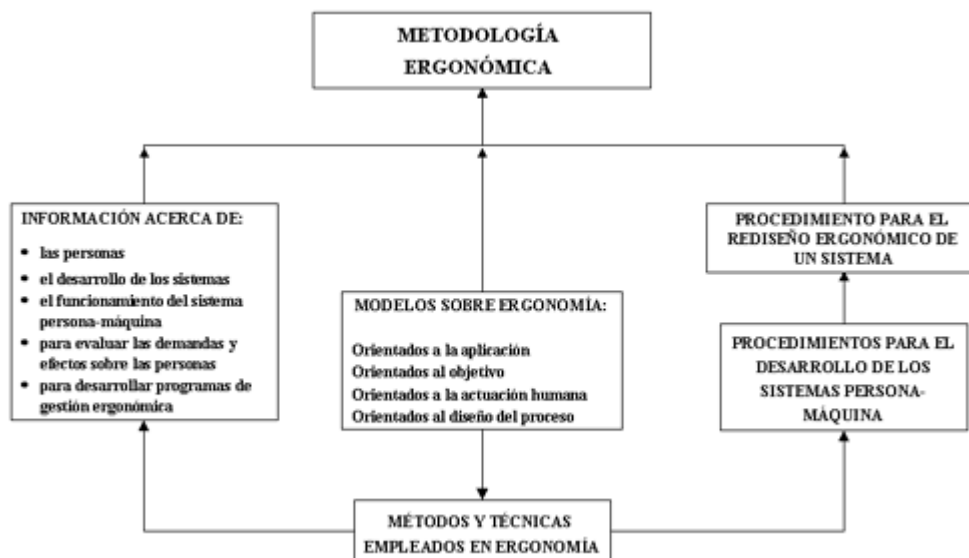 METODOLOGÍA
ERGONÓMICA
INFORMACIÓN ACERCA DE:
• las personas
• el desarrollo de los sistemas
• el funcionamiento del sistema
persona-máquina
• para evaluar las demandas y
efectos sobre las personas
• para desarrollar programas de
gestión ergonómica
MODELOS SOBRE ERGONOMÍA:
Orientados a la aplicación
Orientados al objetivo
Orientados a la actuación humana
Orientados al diseño del proceso
PROCEDIMIENTO PARA EL
REDISEÑO ERGONÓMICO DE
UN SISTEMA
PROCEDIMIENTOS PARA EL
DESARROLLO DE LOS
SISTEMAS PERSONA-
MÁQUINA
MÉTODOS Y TÉCNICAS
EMPLEADOS EN ERGONOMÍA